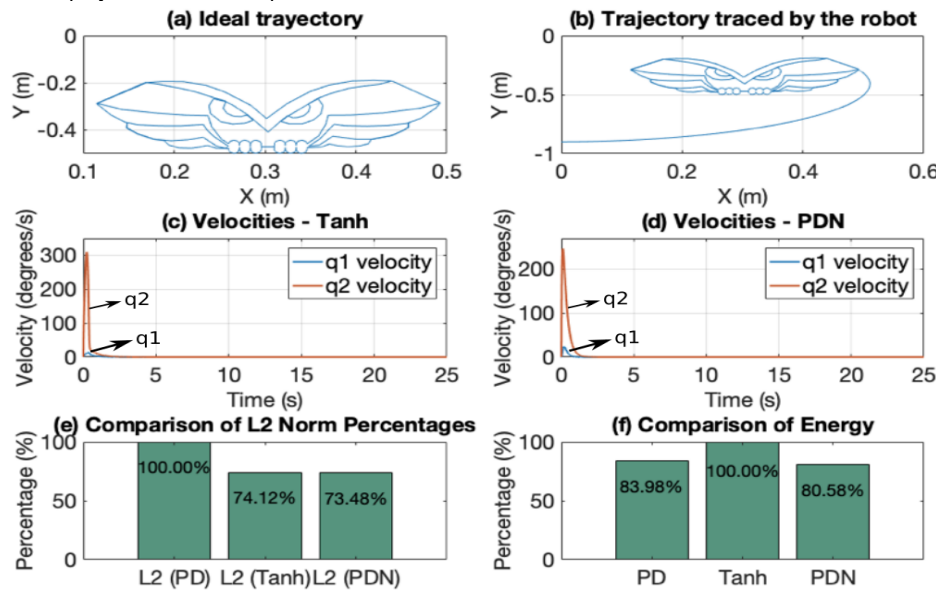 (a) Ideal trayectory
0
-0.2
-0.4
Y (m)
0.1 0.2 0.3 0.4 0.5
X (m)
(b) Trajectory traced by the robot
0
-0.5
-1
Y (m)
0 0.2 0.4 0.6
X (m)
(c) Velocities - Tanh
300
200
100
0
Velocity (degrees/s)
q1 velocity
q2 velocity
q2
q1
0 5 10 15 20 25
Time (s)
(d) Velocities - PDN
200
100
0
Velocity (degrees/s)
q1 velocity
q2 velocity
q2
q1
0 5 10 15 20 25
Time (s)
(e) Comparison of L2 Norm Percentages
100
50
0
Percentage (%)
100.00%
74.12%
73.48%
L2 (PD) L2 (Tanh) L2 (PDN)
(f) Comparison of Energy
100
50
0
Percentage (%)
83.98%
100.00%
80.58%
PD Tanh PDN